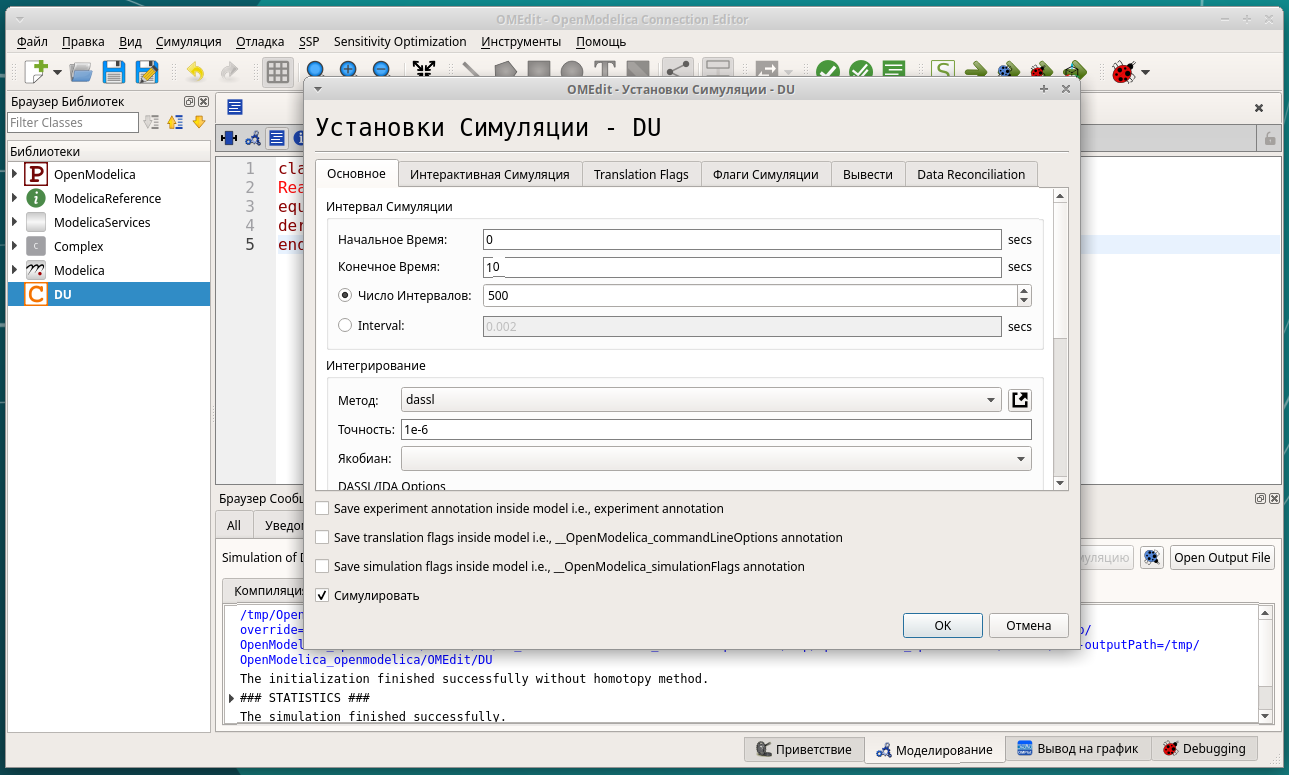 OMEdit - OpenModelica Connection Editor
Файл Правка Вид Симуляция Отладка SSP Sensitivity Optimization Инструменты Помощь
Браузер Библиотек
Filter Classes
Библиотеки
OpenModelica
ModelicaReference
ModelicaServices
Complex
Modelica
DU
1 cla
2 Rea
3 equ
4 der
5 end
OMEdit - Установки Симуляции - DU
Установки Симуляции - DU
Основное Интерактивная Симуляция Translation Flags Флаги Симуляции Вывести Data Reconciliation
Интервал Симуляции
Начальное Время: 0 secs
Конечное Время: 10 secs
Число Интервалов: 500
Interval: 0.002 secs
Интегрирование
Метод: dassl
Точность: 1e-6
Якобиан:
DASSL/IDA Options
Save experiment annotation inside model i.e., experiment annotation
Save translation flags inside model i.e., __OpenModelica_commandLineOptions annotation
Save simulation flags inside model i.e., __OpenModelica_simulationFlags annotation
Симулировать
OK Отмена
Браузер Сооб
All Уведо
Simulation of
Open Output File
Компиляци
/tmp/Open
override=
OpenModel
-outputPath=/tmp/
OpenModelica_openmodelica/OMEdit/DU
The initialization finished successfully without homotopy method.
### STATISTICS ###
The simulation finished successfully.
Приветствие Моделирование Вывод на график Debugging